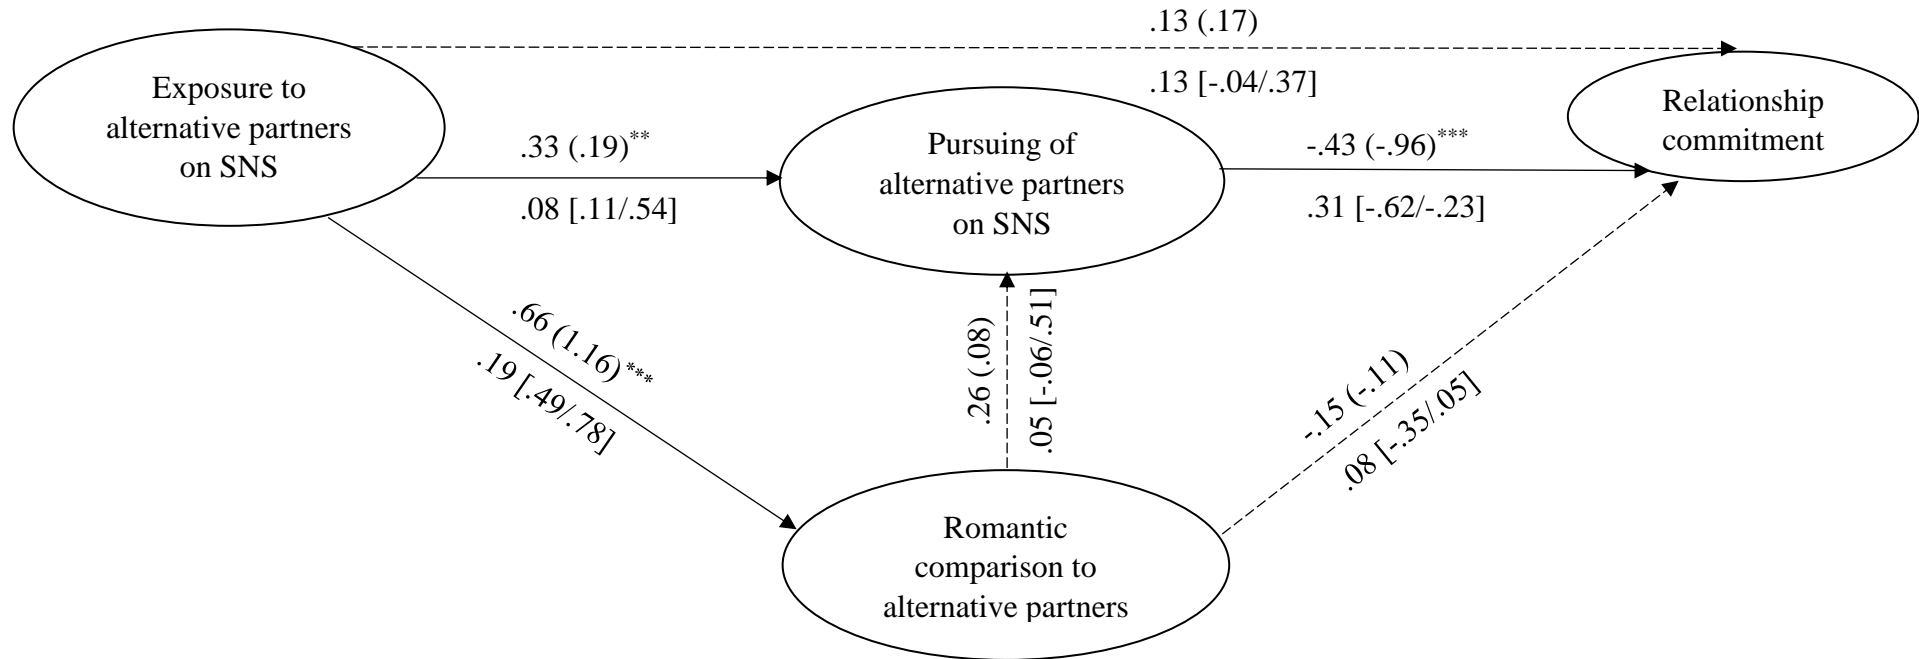 .13 (.17)
.13 [-.04/.37]
Exposure to
alternative partners
on SNS
.33 (.19)**
.08 [.11/.54]
Pursuing of
alternative partners
on SNS
-.43 (-.96)***
.31 [-.62/-.23]
Relationship
commitment
.66 (1.16)***
.19 [.49/.78]
.26 (.08)
.05 [-.06/.51]
-.15 (-.11)
.08 [-.35/.05]
Romantic
comparison to
alternative partners